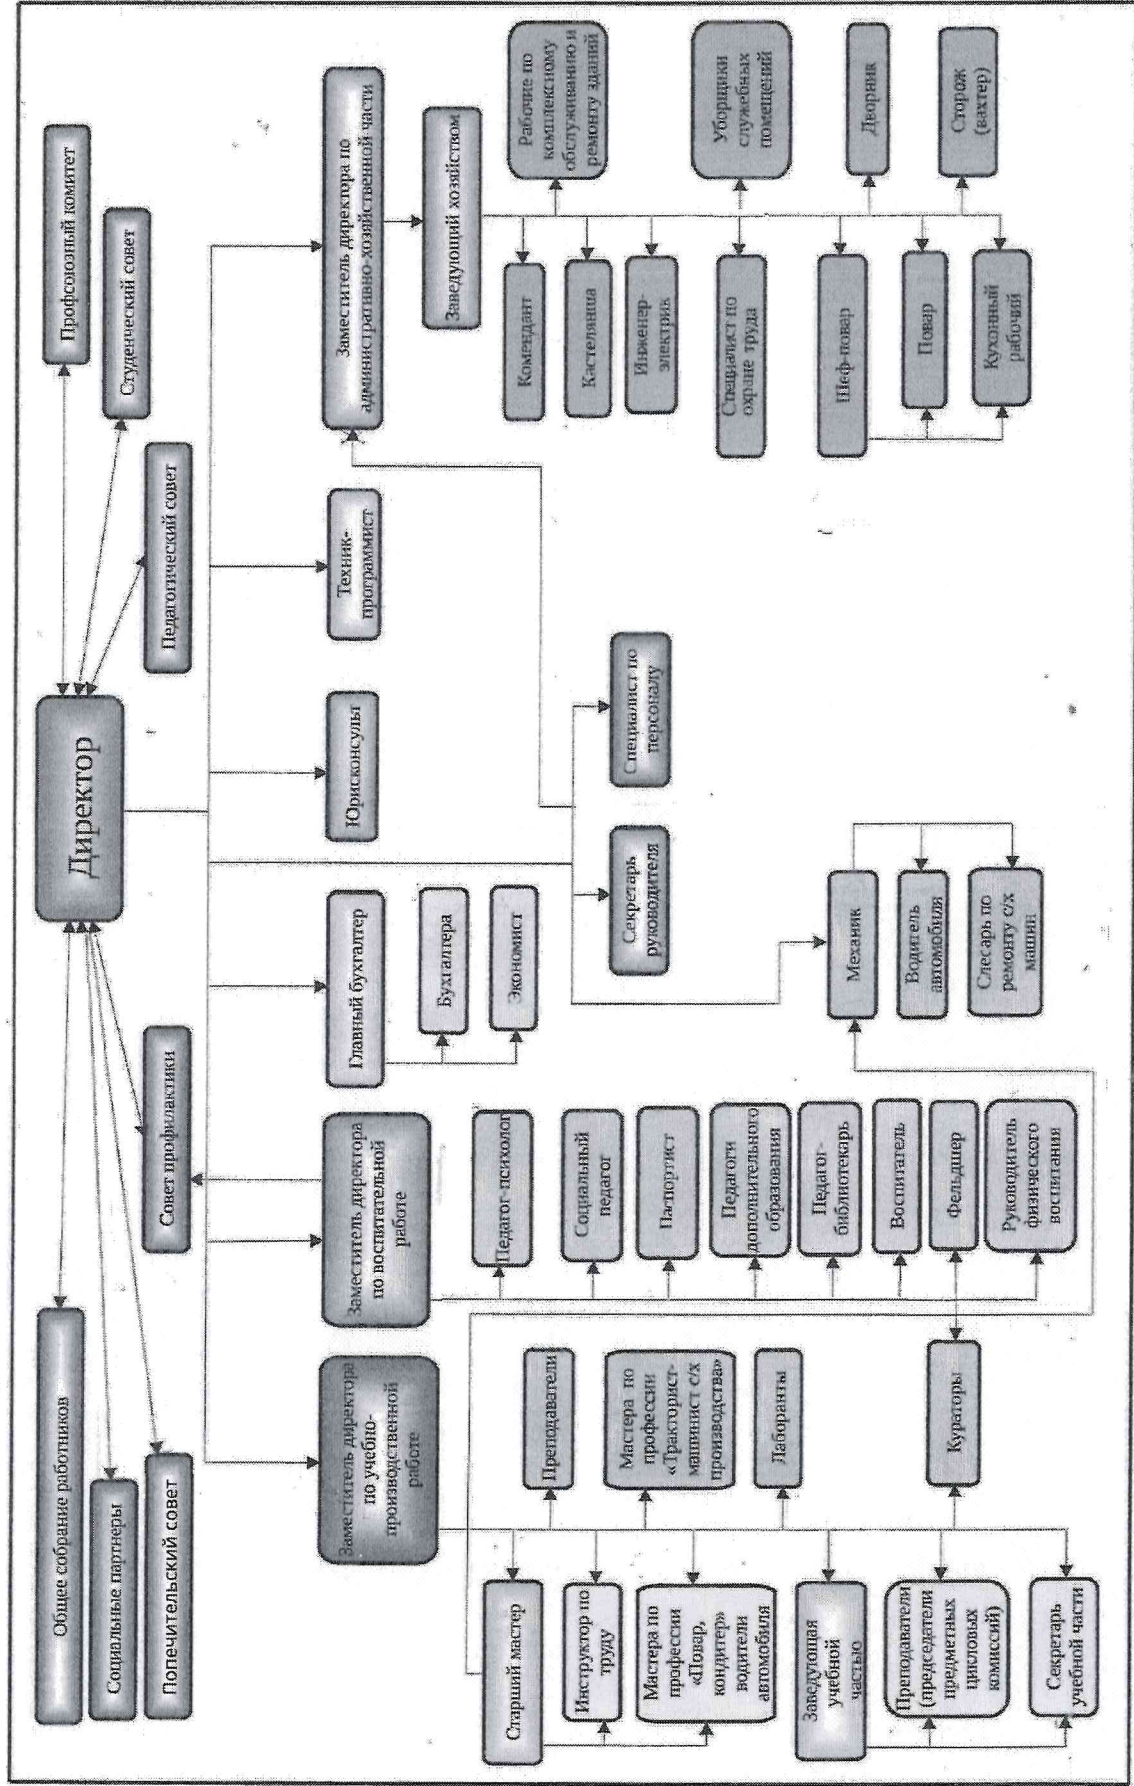 Директор
Общее собрание работников
Социальные партнеры
Попечительский совет
Совет профилактики
Педагогический совет
Студенческий совет
Профсоюзный комитет
Заместитель директора
по учебно-
производственной
работе
Заместитель директора
по воспитательной
работе
Главный бухгалтер
Бухгалтера
Экономист
Юрисконсульт
Техник-
программист
Заместитель директора по
административно-хозяйственной части
Заведующий хозяйством
Секретарь
руководителя
Специалист по
персоналу
Механик
Водитель
автомобиля
Слесарь по
ремонту с/х
машин
Старший мастер
Инструктор по
труду
Мастера по
профессии
«Повар,
кондитер»
водители
автомобиля
Заведующая
учебной
частью
Преподаватели
(председатели
предметных
цикловых
комиссий)
Секретарь
учебной части
Преподаватели
Мастера по
профессии
«Тракторист-
машинист с/х
производства»
Лаборанты
Кураторы
Педагог-психолог
Социальный
педагог
Паспортист
Педагоги
дополнительного
образования
Педагог-
библиотекарь
Воспитатель
Фельдшер
Руководитель
физического
воспитания
Комендант
Кастелянша
Инженер-
электрик
Специалист по
охране труда
Шеф-повар
Повар
Кухонный
рабочий
Рабочие по
комплексному
обслуживанию и
ремонту зданий
Уборщики
служебных
помещений
Дворник
Сторож
(вахтер)